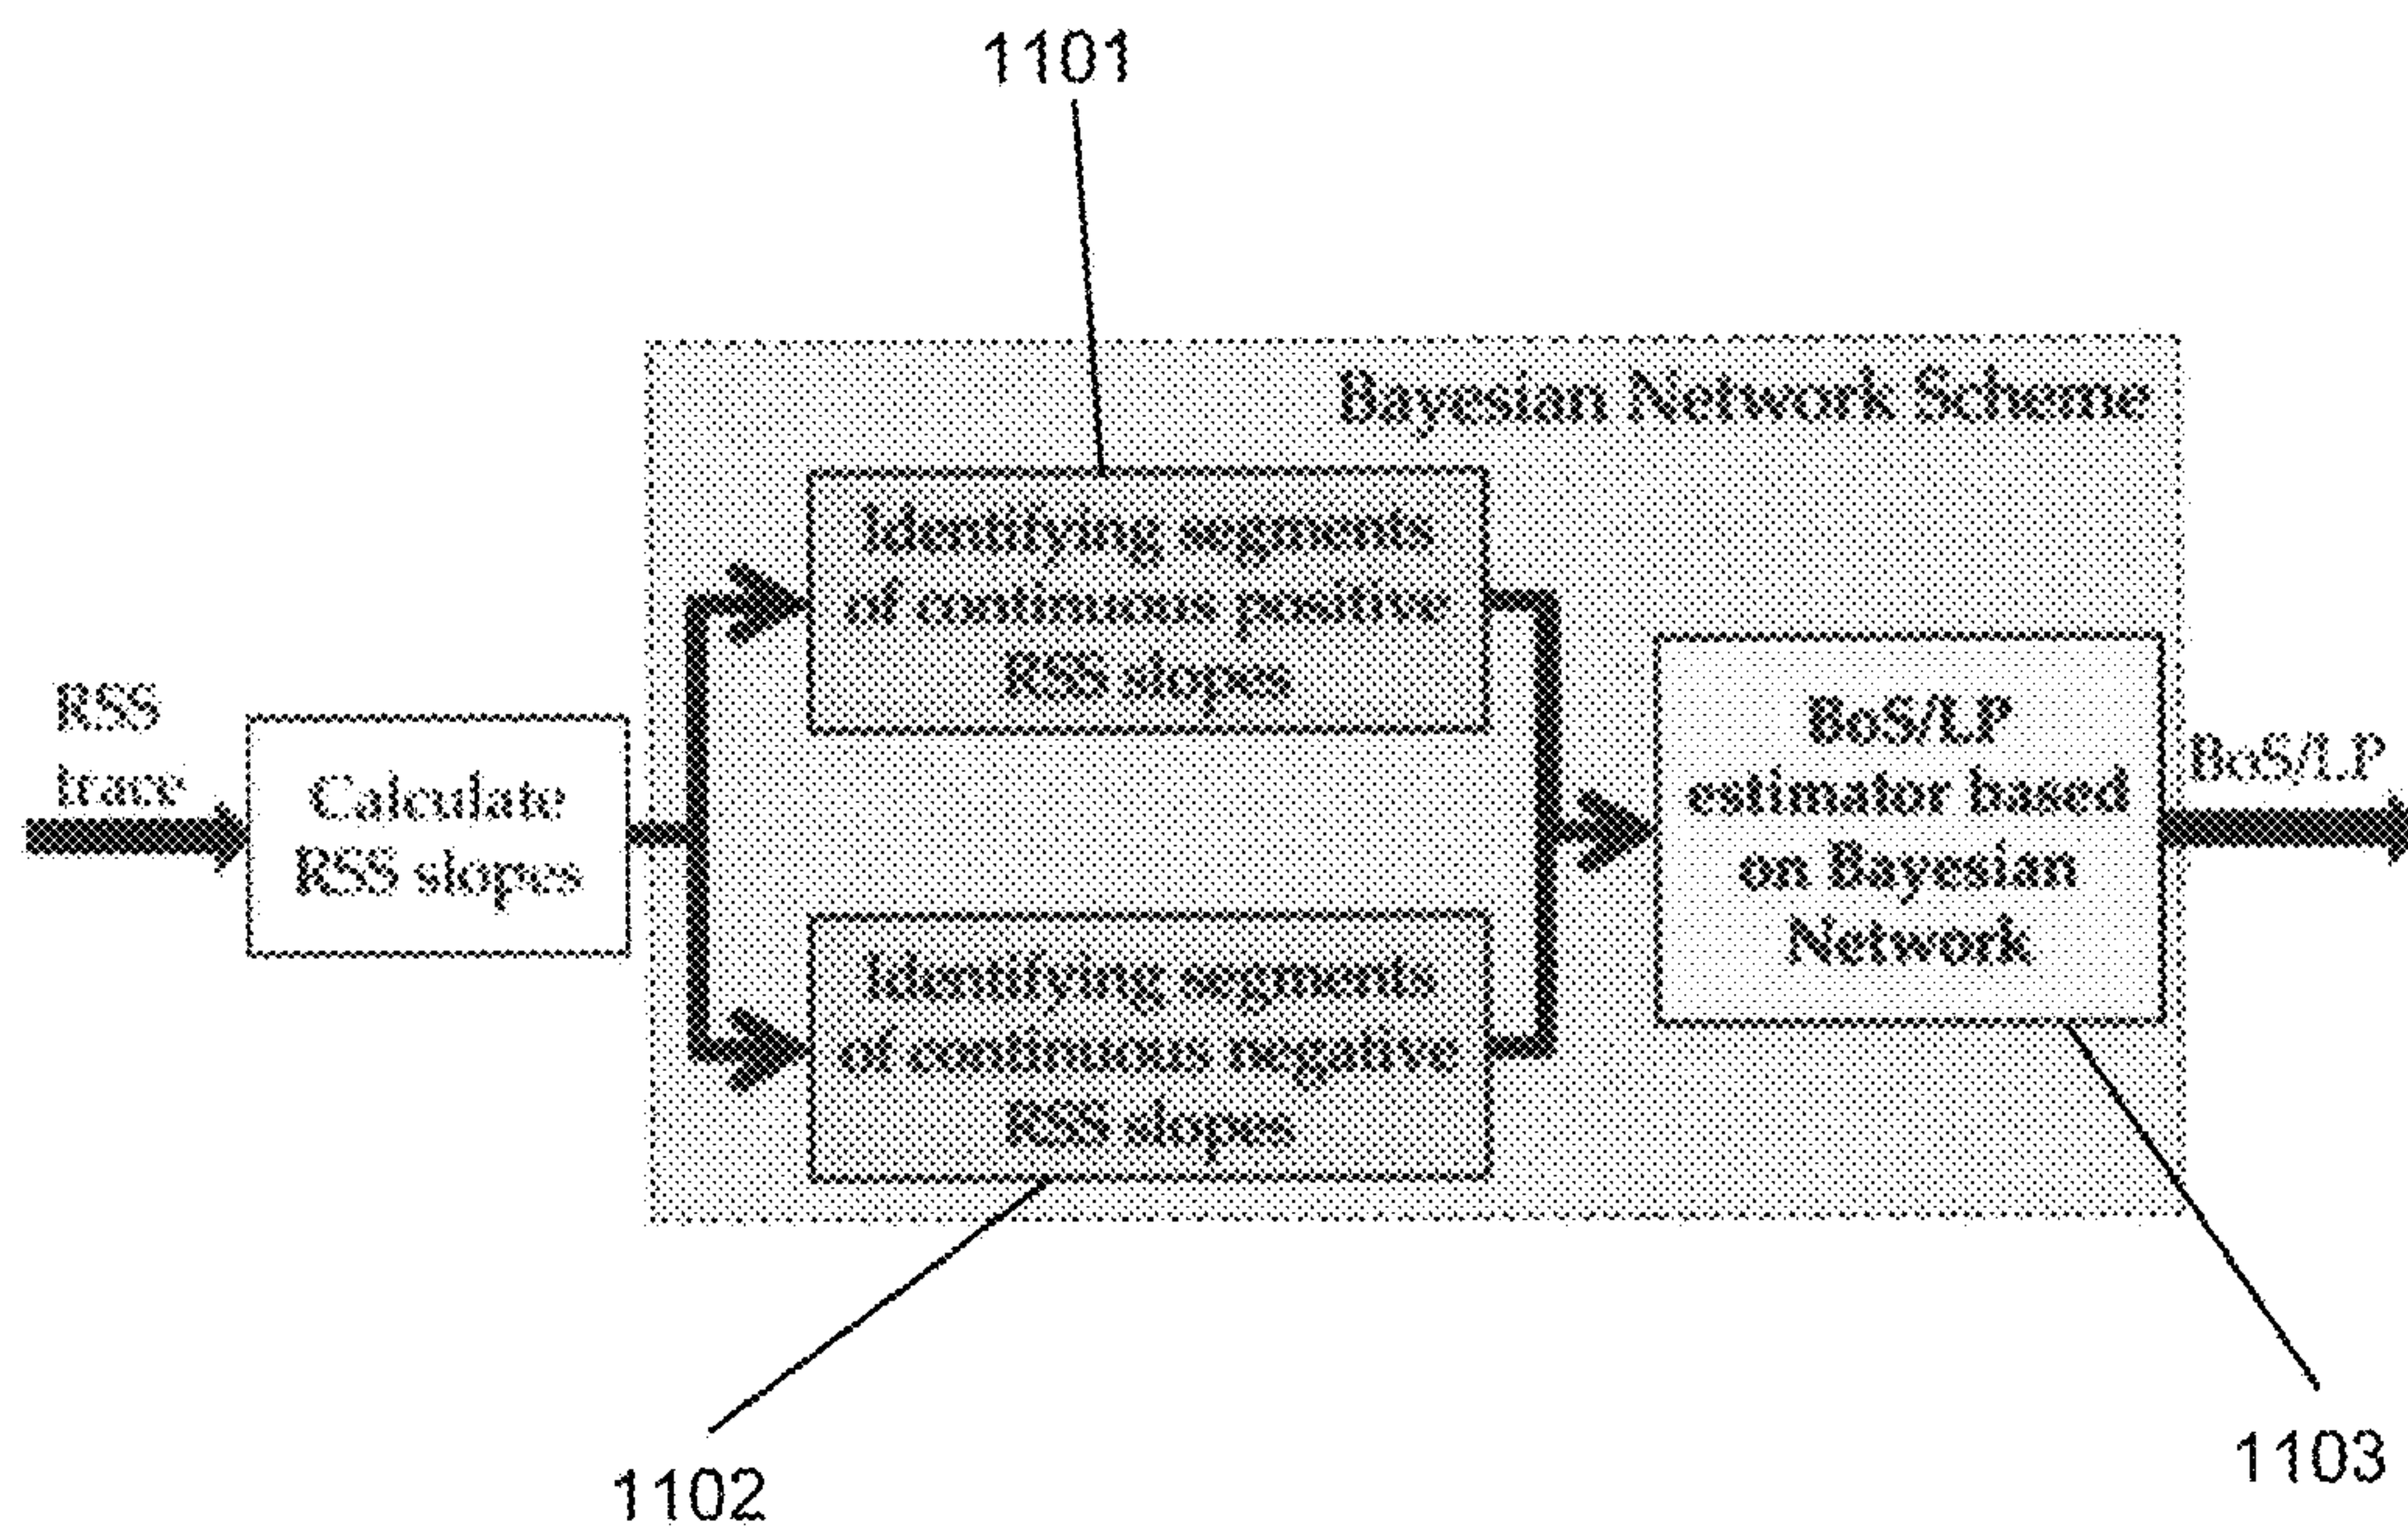 1101
Bayesian Network Scheme
Identifying segments
of continuous positive
RSS slopes
RSS
trace
Calculate
RSS slopes
BoS/LP
estimator based
on Bayesian
Network
BoS/LP
Identifying segments
of continuous negative
RSS slopes
1102
1103